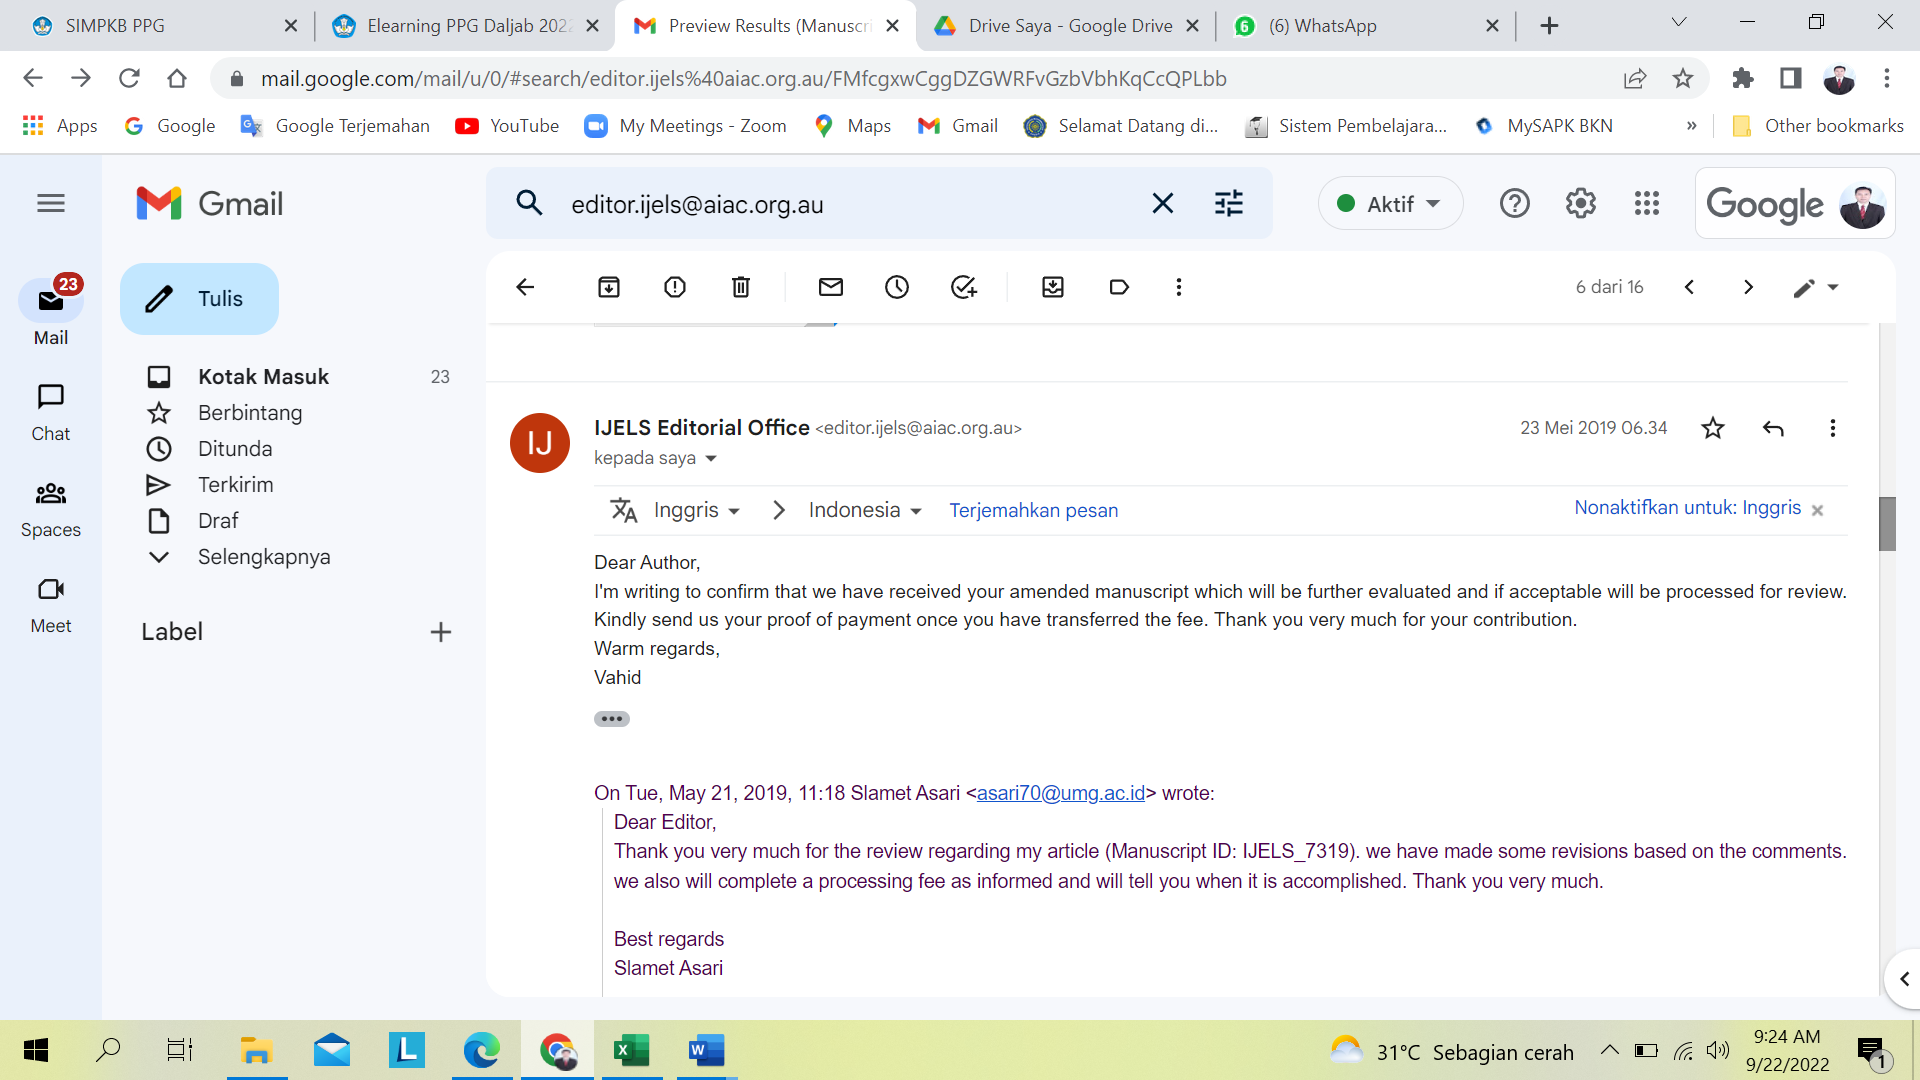 SIMPKB PPG
Elearning PPG Daljab 2022
Preview Results (Manuscri
Drive Saya - Google Drive
6
(6) WhatsApp
mail.google.com/mail/u/0/#search/editor.ijels%40aiac.org.au/FMfcgxwCggDZGWRFvGzbVbhKqCcQPLbb
Apps
Google
Google Terjemahan
YouTube
My Meetings - Zoom
Maps
Gmail
Selamat Datang di...
Sistem Pembelajara...
MySAPK BKN
»
Other bookmarks
Gmail
editor.ijels@aiac.org.au
Aktif
Google
23
Mail
Chat
Spaces
Meet
Tulis
Kotak Masuk 23
Berbintang
Ditunda
Terkirim
Draf
Selengkapnya
Label
6 dari 16
IJ
IJELS Editorial Office <editor.ijels@aiac.org.au>
23 Mei 2019 06.34
kepada saya
Inggris
Indonesia
Terjemahkan pesan
Nonaktifkan untuk: Inggris
Dear Author,
I'm writing to confirm that we have received your amended manuscript which will be further evaluated and if acceptable will be processed for review.
Kindly send us your proof of payment once you have transferred the fee. Thank you very much for your contribution.
Warm regards,
Vahid
On Tue, May 21, 2019, 11:18 Slamet Asari <asari70@umg.ac.id> wrote:
Dear Editor,
Thank you very much for the review regarding my article (Manuscript ID: IJELS_7319). we have made some revisions based on the comments.
we also will complete a processing fee as informed and will tell you when it is accomplished. Thank you very much.
Best regards
Slamet Asari
L
X
W
31°C Sebagian cerah
9:24 AM
9/22/2022
1